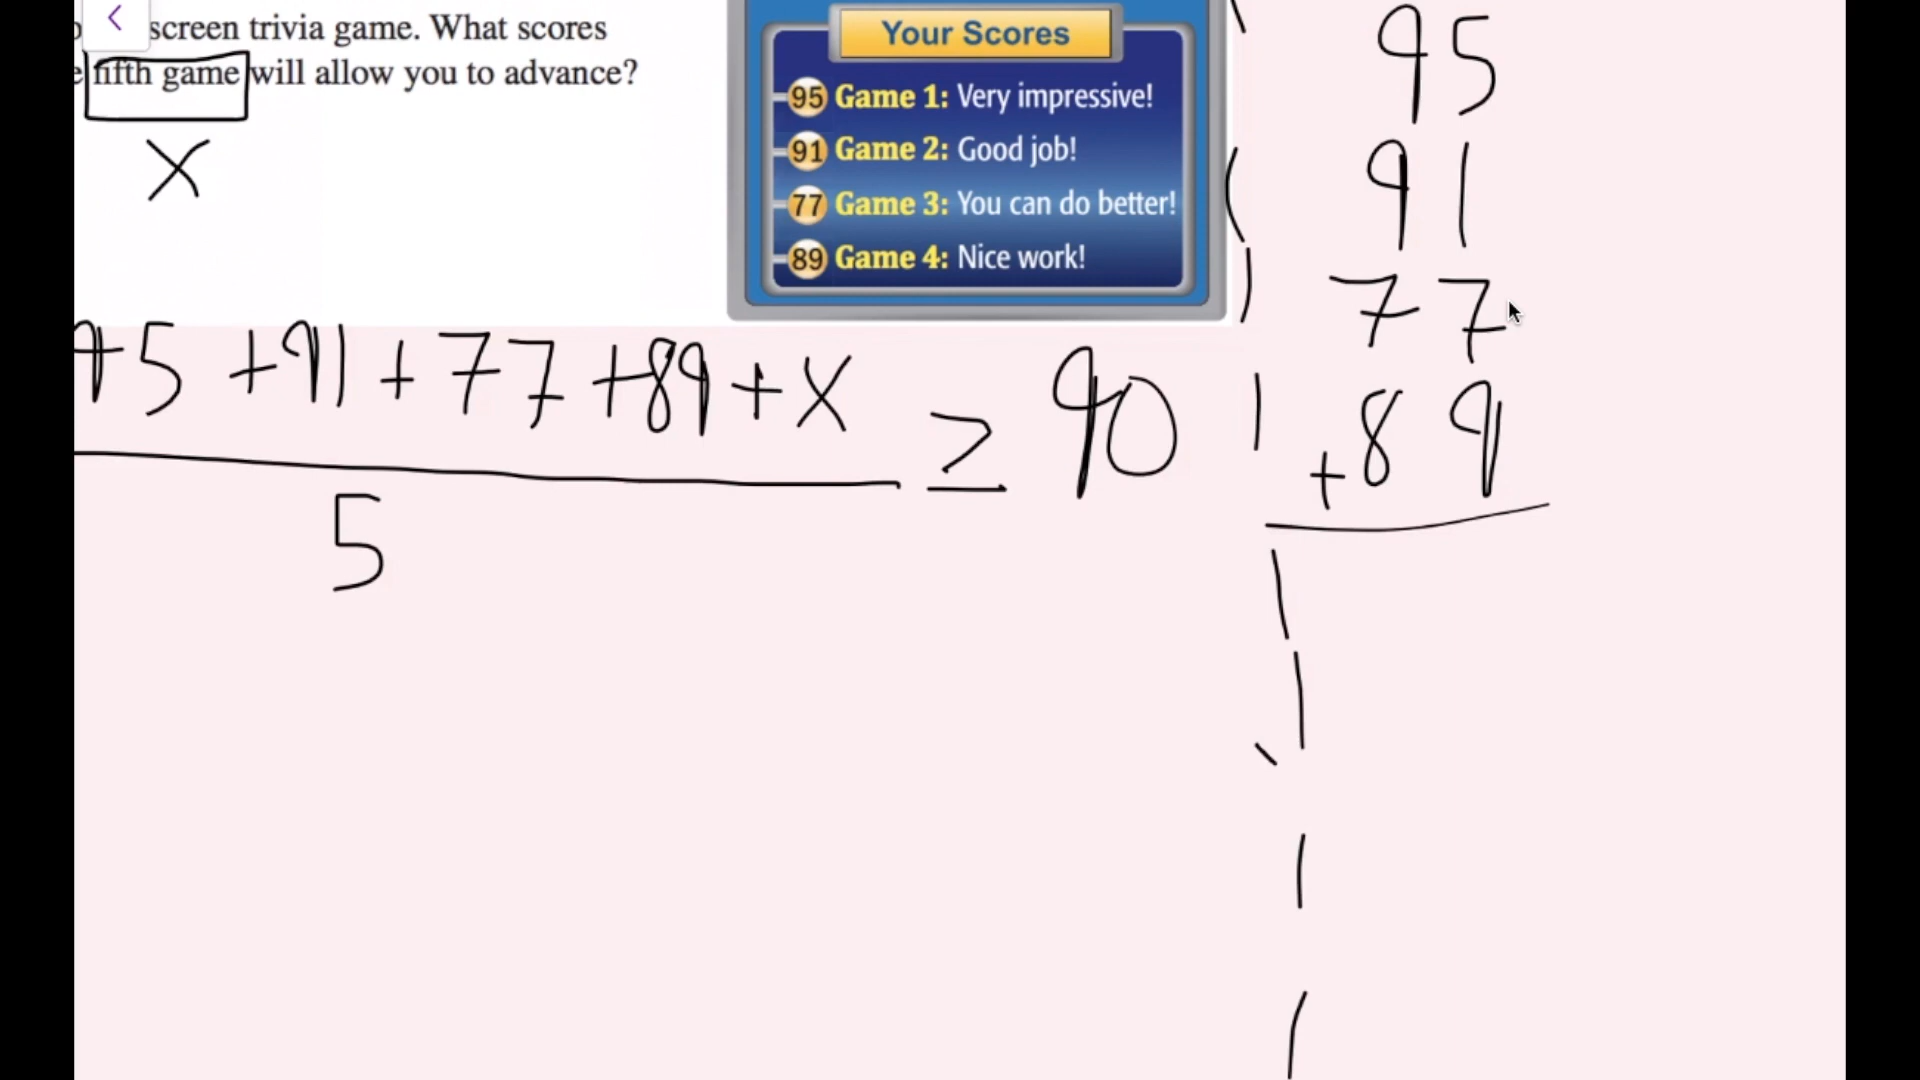 screen trivia game. What scores
fifth game will allow you to advance?
X
Your Scores
95 Game 1: Very impressive!
91 Game 2: Good job!
77 Game 3: You can do better!
89 Game 4: Nice work!
95+91+77+89+x ≥ 90
5
95
91
77
+89